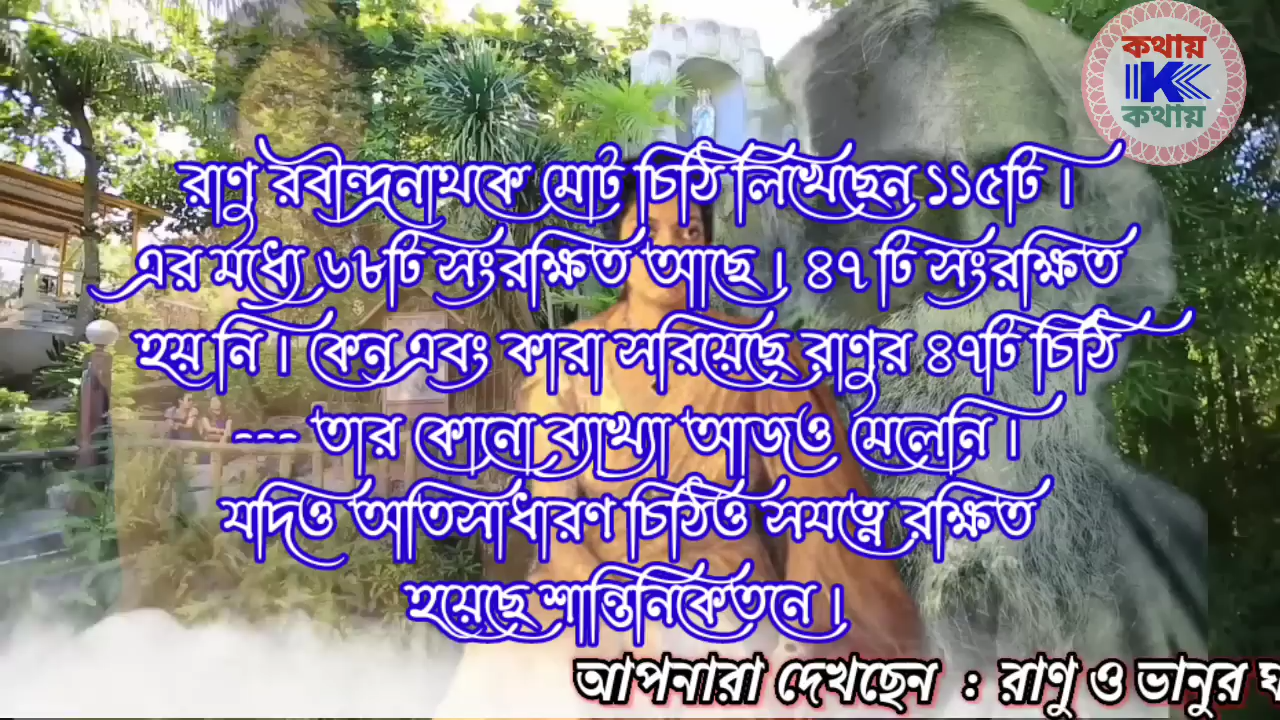 কথায়
K
কথায়
রাণু রবীন্দ্রনাথকে মোট চিঠি লিখেছেন ১১৫টি।
এর মধ্যে ৬৮টি সংরক্ষিত আছে। ৪৭ টি সংরক্ষিত
হয় নি। কেন এবং কারা সরিয়েছে রাণুর ৪৭টি চিঠি
--- তার কোনো ব্যাখ্যা আজও মেলেনি।
যদিও অতিসাধারণ চিঠিও সযত্নে রক্ষিত
হয়েছে শান্তিনিকেতনে।
আপনারা দেখছেন : রাণু ও ভানুর